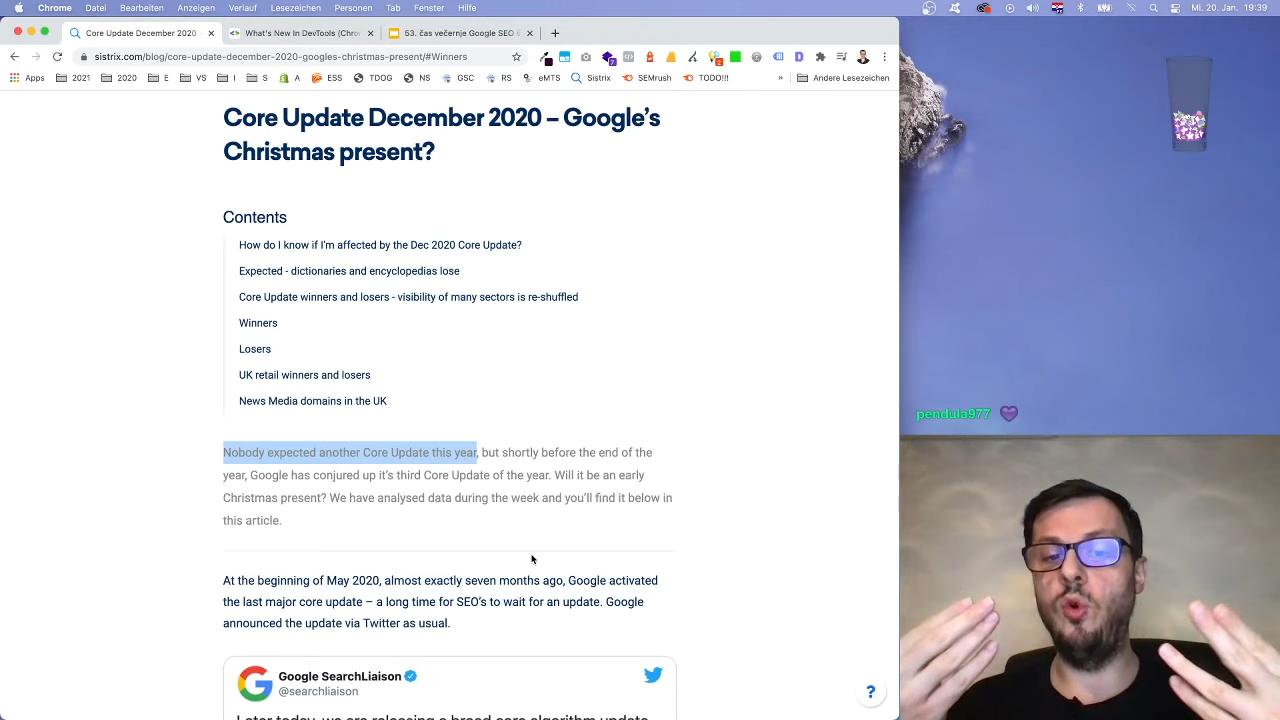 Chrome Datei Bearbeiten Anzeigen Verlauf Lesezeichen Personen Tab Fenster Hilfe Mi. 20. Jan. 19:39
Core Update December 2020 - What's New In DevTools (Chro 53. čas večernje Google SEO
sistrix.com/blog/core-update-december-2020-googles-christmas-present/#Winners
Apps 2021 2020 E VS I S A ESS TDOG NS GSC RS eMTS Sistrix SEMrush TODO!!! » Andere Lesezeichen
Core Update December 2020 – Google’s
Christmas present?
Contents
How do I know if I'm affected by the Dec 2020 Core Update?
Expected - dictionaries and encyclopedias lose
Core Update winners and losers - visibility of many sectors is re-shuffled
Winners
Losers
UK retail winners and losers
News Media domains in the UK
pendula977
Nobody expected another Core Update this year, but shortly before the end of the
year, Google has conjured up it’s third Core Update of the year. Will it be an early
Christmas present? We have analysed data during the week and you’ll find it below in
this article.
At the beginning of May 2020, almost exactly seven months ago, Google activated
the last major core update – a long time for SEO’s to wait for an update. Google
announced the update via Twitter as usual.
Google SearchLiaison
@searchliaison
Later today, we are releasing a broad core algorithm update
?